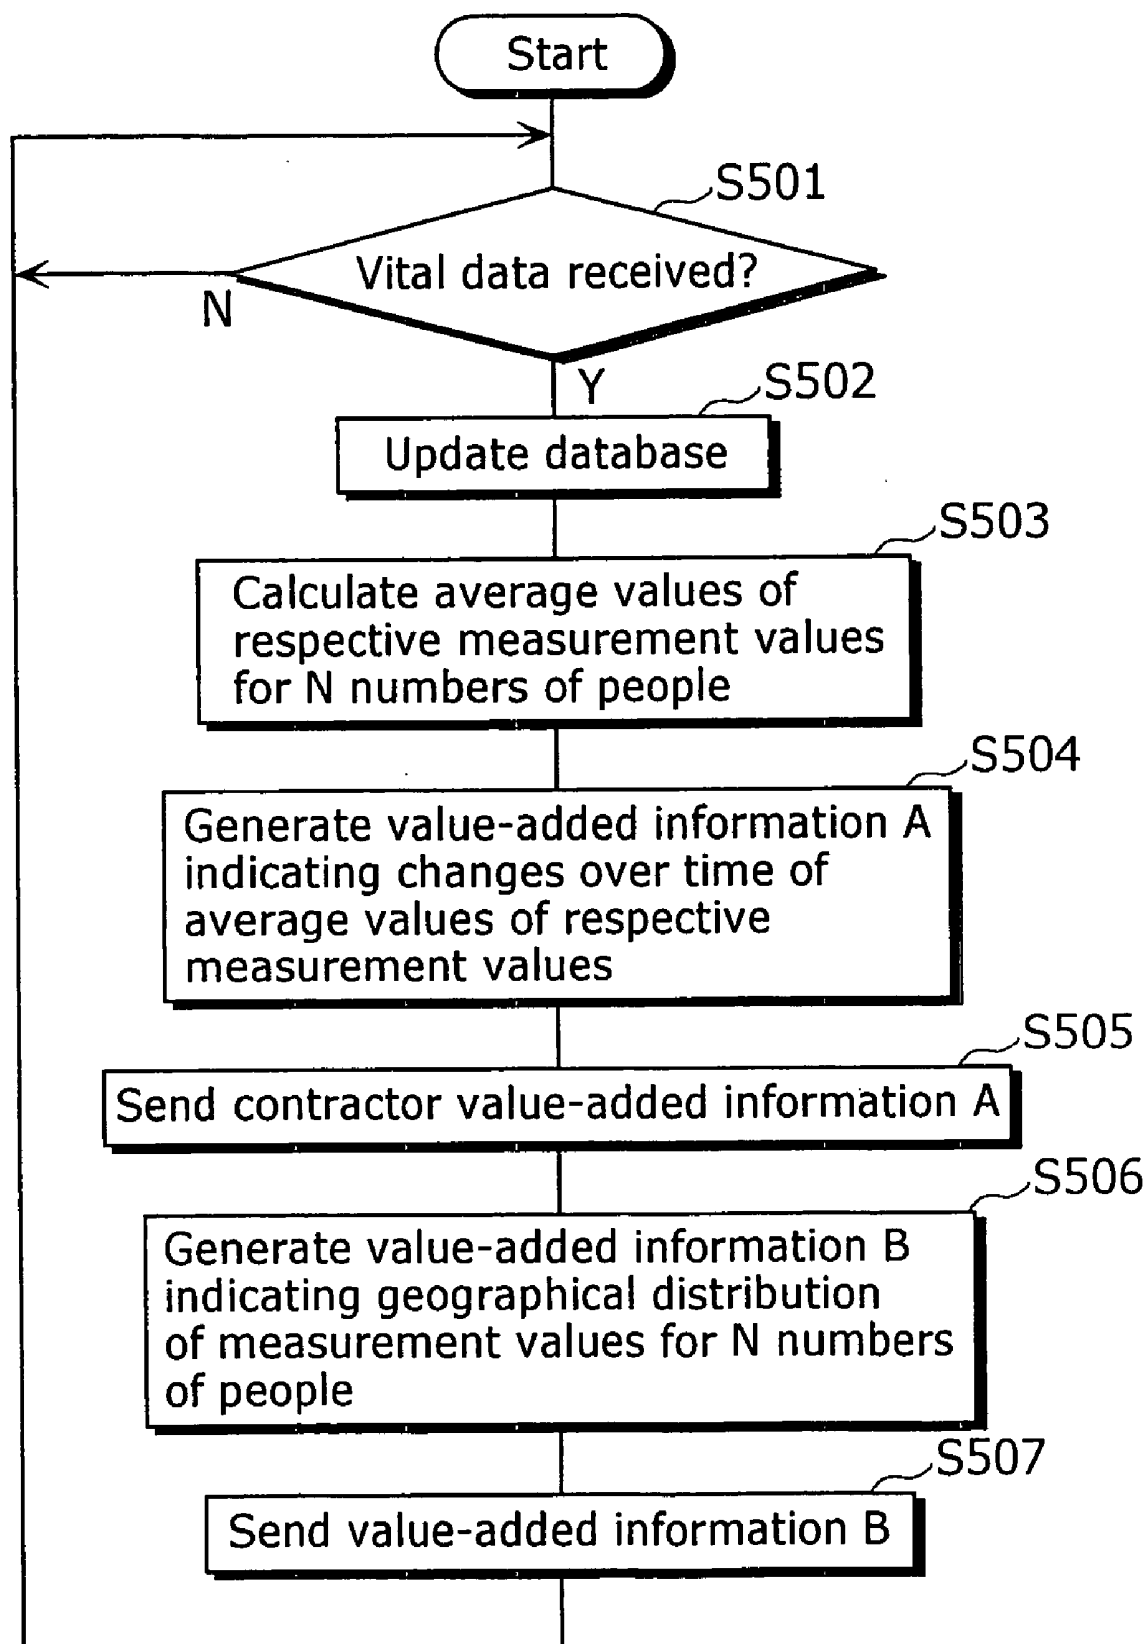 Start
S501
Vital data received?
N
Y
S502
Update database
S503
Calculate average values of
respective measurement values
for N numbers of people
S504
Generate value-added information A
indicating changes over time of
average values of respective
measurement values
S505
Send contractor value-added information A
S506
Generate value-added information B
indicating geographical distribution
of measurement values for N numbers
of people
S507
Send value-added information B